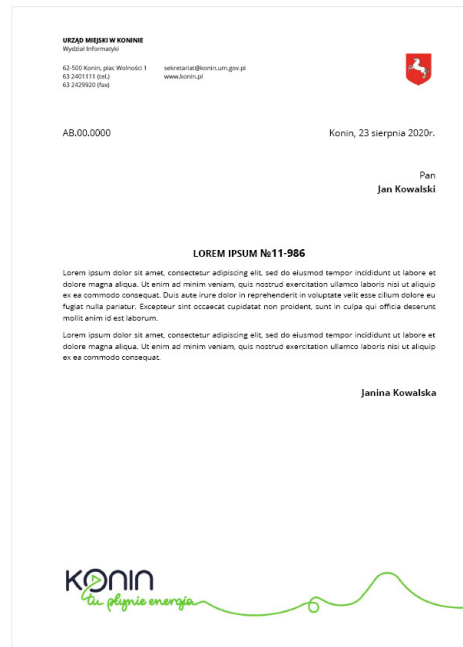 URZĄD MIEJSKI W KONINIE
Wydział Informatyki
62-500 Konin, plac Wolności 1
63 2401111 (tel.)
63 2429920 (fax)
sekretariat@konin.um.gov.pl
www.konin.pl
AB.00.0000
Konin, 23 sierpnia 2020r.
Pan
Jan Kowalski
LOREM IPSUM №11-986
Lorem ipsum dolor sit amet, consectetur adipiscing elit, sed do eiusmod tempor incididunt ut labore et
dolore magna aliqua. Ut enim ad minim veniam, quis nostrud exercitation ullamco laboris nisi ut aliquip
ex ea commodo consequat. Duis aute irure dolor in reprehenderit in voluptate velit esse cillum dolore eu
fugiat nulla pariatur. Excepteur sint occaecat cupidatat non proident, sunt in culpa qui officia deserunt
mollit anim id est laborum.
Lorem ipsum dolor sit amet, consectetur adipiscing elit, sed do eiusmod tempor incididunt ut labore et
dolore magna aliqua. Ut enim ad minim veniam, quis nostrud exercitation ullamco laboris nisi ut aliquip
ex ea commodo consequat.
Janina Kowalska
KONIN
tu płynie energia